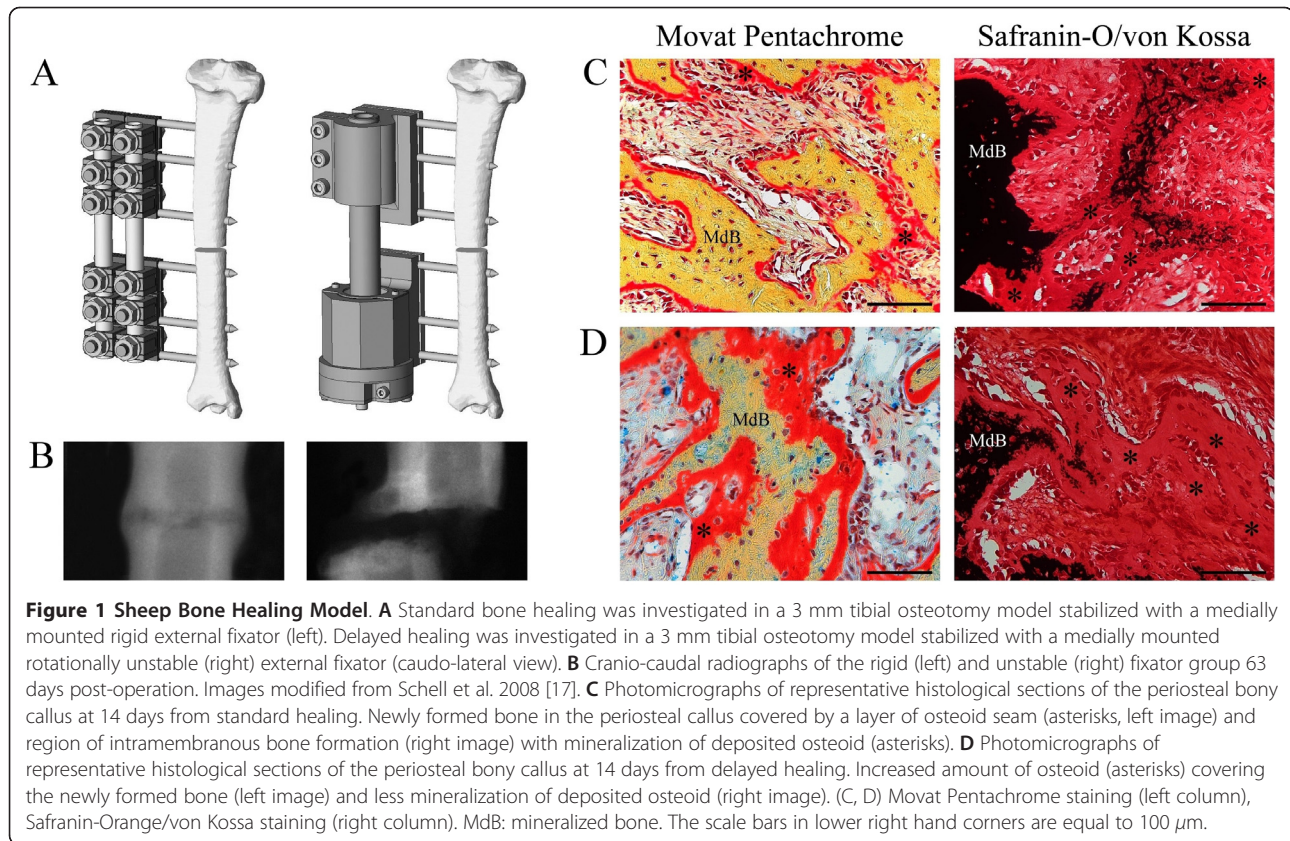 Movat Pentachrome
Safranin-O/von Kossa
A
C
*
MdB
*
MdB
*
*
*
*
B
D
*
MdB
*
MdB
*
*
*
*
*
Figure 1 Sheep Bone Healing Model. A Standard bone healing was investigated in a 3 mm tibial osteotomy model stabilized with a medially
mounted rigid external fixator (left). Delayed healing was investigated in a 3 mm tibial osteotomy model stabilized with a medially mounted
rotationally unstable (right) external fixator (caudo-lateral view). B Cranio-caudal radiographs of the rigid (left) and unstable (right) fixator group 63
days post-operation. Images modified from Schell et al. 2008 [17]. C Photomicrographs of representative histological sections of the periosteal bony
callus at 14 days from standard healing. Newly formed bone in the periosteal callus covered by a layer of osteoid seam (asterisks, left image) and
region of intramembranous bone formation (right image) with mineralization of deposited osteoid (asterisks). D Photomicrographs of
representative histological sections of the periosteal bony callus at 14 days from delayed healing. Increased amount of osteoid (asterisks) covering
the newly formed bone (left image) and less mineralization of deposited osteoid (right image). (C, D) Movat Pentachrome staining (left column),
Safranin-Orange/von Kossa staining (right column). MdB: mineralized bone. The scale bars in lower right hand corners are equal to 100 μm.